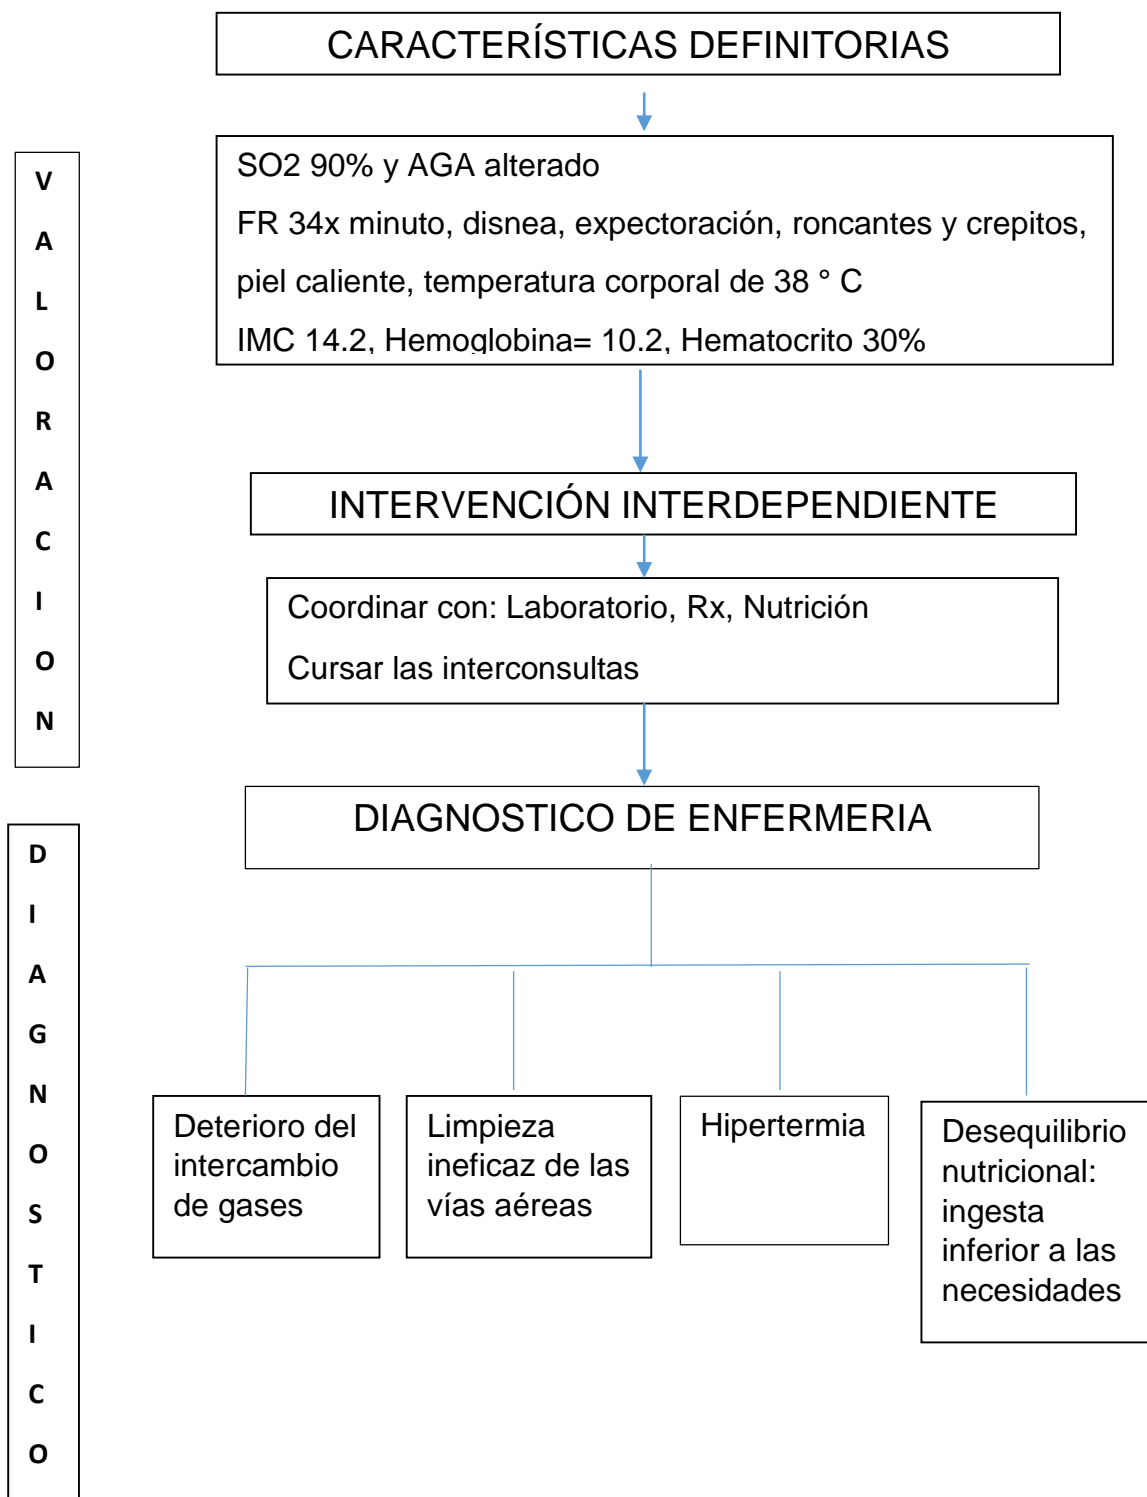 CARACTERÍSTICAS DEFINITORIAS
VALORACION
SO2 90% y AGA alterado
FR 34x minuto, disnea, expectoración, roncantes y crepitos,
piel caliente, temperatura corporal de 38 ° C
IMC 14.2, Hemoglobina= 10.2, Hematocrito 30%
INTERVENCIÓN INTERDEPENDIENTE
Coordinar con: Laboratorio, Rx, Nutrición
Cursar las interconsultas
DIAGNOSTICO DE ENFERMERIA
DIAGNOSTICO
Deterioro del
intercambio
de gases
Limpieza
ineficaz de las
vías aéreas
Hipertermia
Desequilibrio
nutricional:
ingesta
inferior a las
necesidades